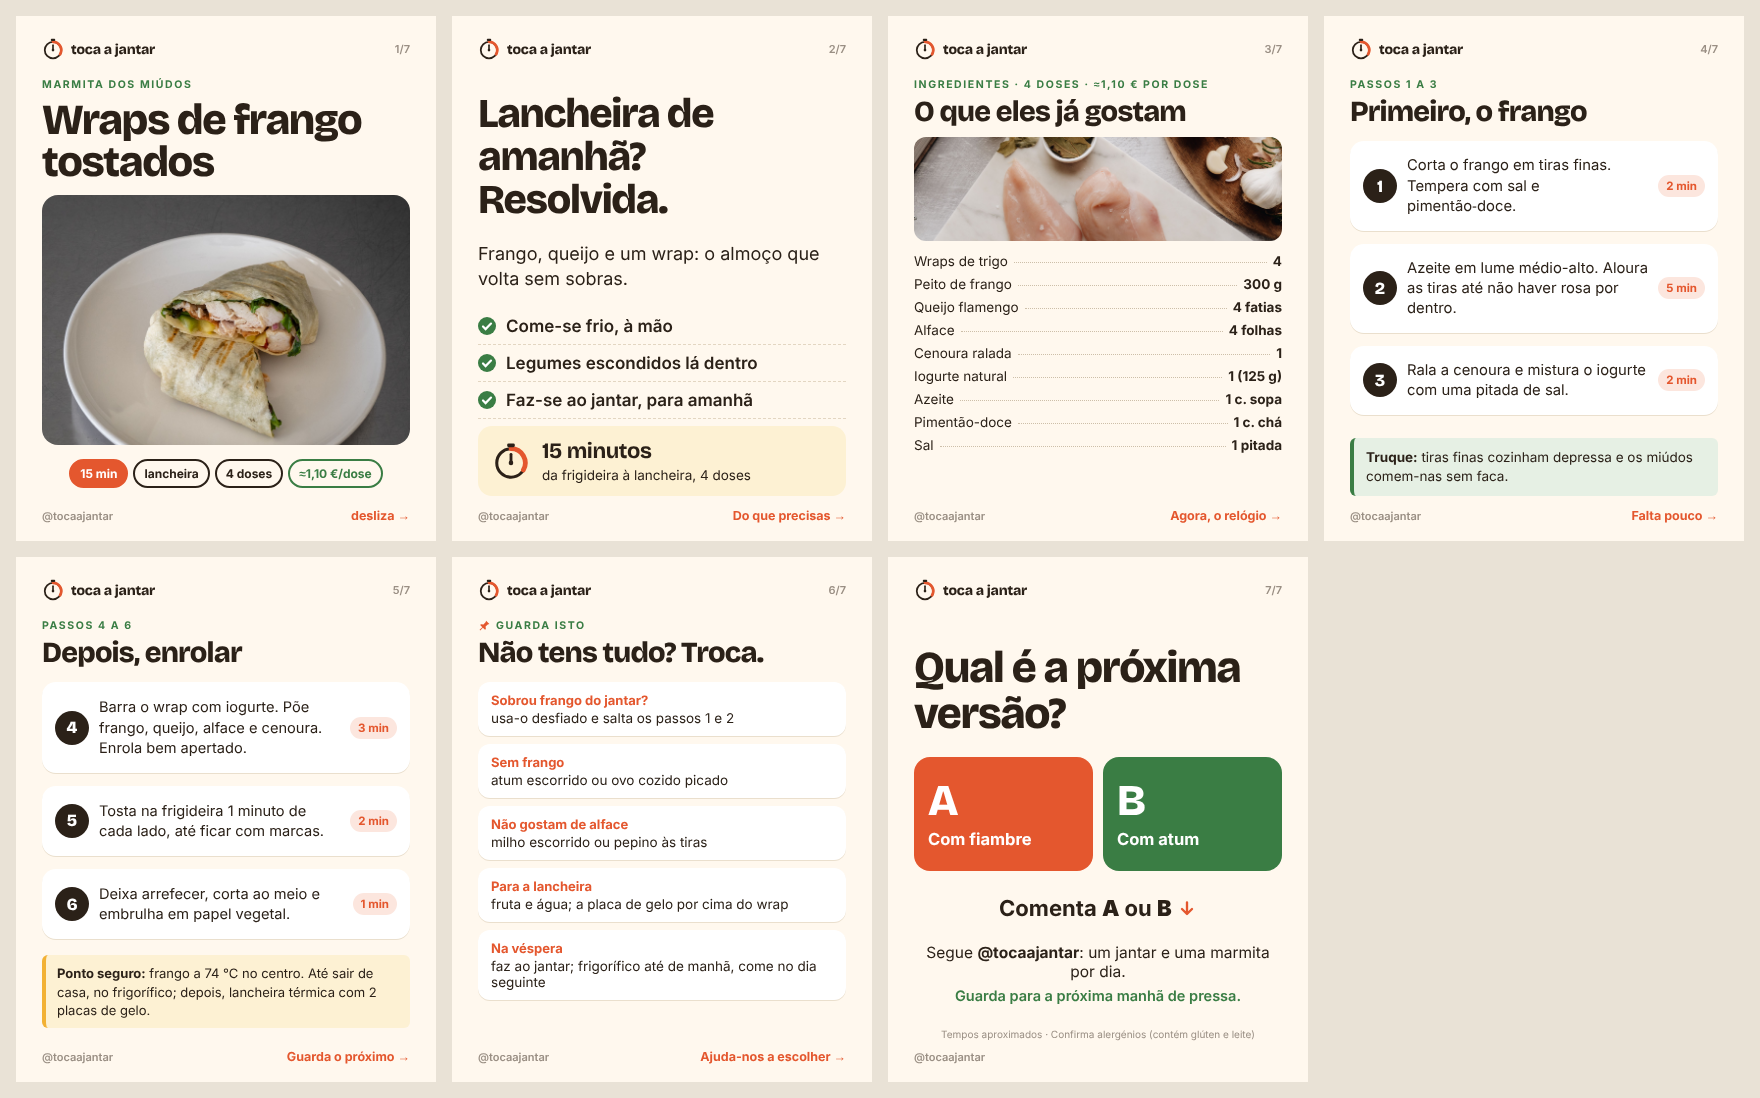 toca a jantar
1/7
MARMITA DOS MIÚDOS
Wraps de frango
tostados
15 min
lancheira
4 doses
≈1,10 €/dose
@tocaajantar
desliza →
toca a jantar
2/7
Lancheira de
amanhã?
Resolvida.
Frango, queijo e um wrap: o almoço que
volta sem sobras.
Come-se frio, à mão
Legumes escondidos lá dentro
Faz-se ao jantar, para amanhã
15 minutos
da frigideira à lancheira, 4 doses
@tocaajantar
Do que precisas →
toca a jantar
3/7
INGREDIENTES · 4 DOSES · ≈1,10 € POR DOSE
O que eles já gostam
Wraps de trigo 4
Peito de frango 300 g
Queijo flamengo 4 fatias
Alface 4 folhas
Cenoura ralada 1
Iogurte natural 1 (125 g)
Azeite 1 c. sopa
Pimentão-doce 1 c. chá
Sal 1 pitada
@tocaajantar
Agora, o relógio →
toca a jantar
4/7
PASSOS 1 A 3
Primeiro, o frango
1
Corta o frango em tiras finas.
Tempera com sal e
pimentão-doce.
2 min
2
Azeite em lume médio-alto. Aloura
as tiras até não haver rosa por
dentro.
5 min
3
Rala a cenoura e mistura o iogurte
com uma pitada de sal.
2 min
Truque: tiras finas cozinham depressa e os miúdos
comem-nas sem faca.
@tocaajantar
Falta pouco →
toca a jantar
5/7
PASSOS 4 A 6
Depois, enrolar
4
Barra o wrap com iogurte. Põe
frango, queijo, alface e cenoura.
Enrola bem apertado.
3 min
5
Tosta na frigideira 1 minuto de
cada lado, até ficar com marcas.
2 min
6
Deixa arrefecer, corta ao meio e
embrulha em papel vegetal.
1 min
Ponto seguro: frango a 74 °C no centro. Até sair de
casa, no frigorífico; depois, lancheira térmica com 2
placas de gelo.
@tocaajantar
Guarda o próximo →
toca a jantar
6/7
GUARDA ISTO
Não tens tudo? Troca.
Sobrou frango do jantar?
usa-o desfiado e salta os passos 1 e 2
Sem frango
atum escorrido ou ovo cozido picado
Não gostam de alface
milho escorrido ou pepino às tiras
Para a lancheira
fruta e água; a placa de gelo por cima do wrap
Na véspera
faz ao jantar; frigorífico até de manhã, come no dia
seguinte
@tocaajantar
Ajuda-nos a escolher →
toca a jantar
7/7
Qual é a próxima
versão?
A
Com fiambre
B
Com atum
Comenta A ou B ↓
Segue @tocaajantar: um jantar e uma marmita
por dia.
Guarda para a próxima manhã de pressa.
Tempos aproximados · Confirma alergénios (contém glúten e leite)
@tocaajantar